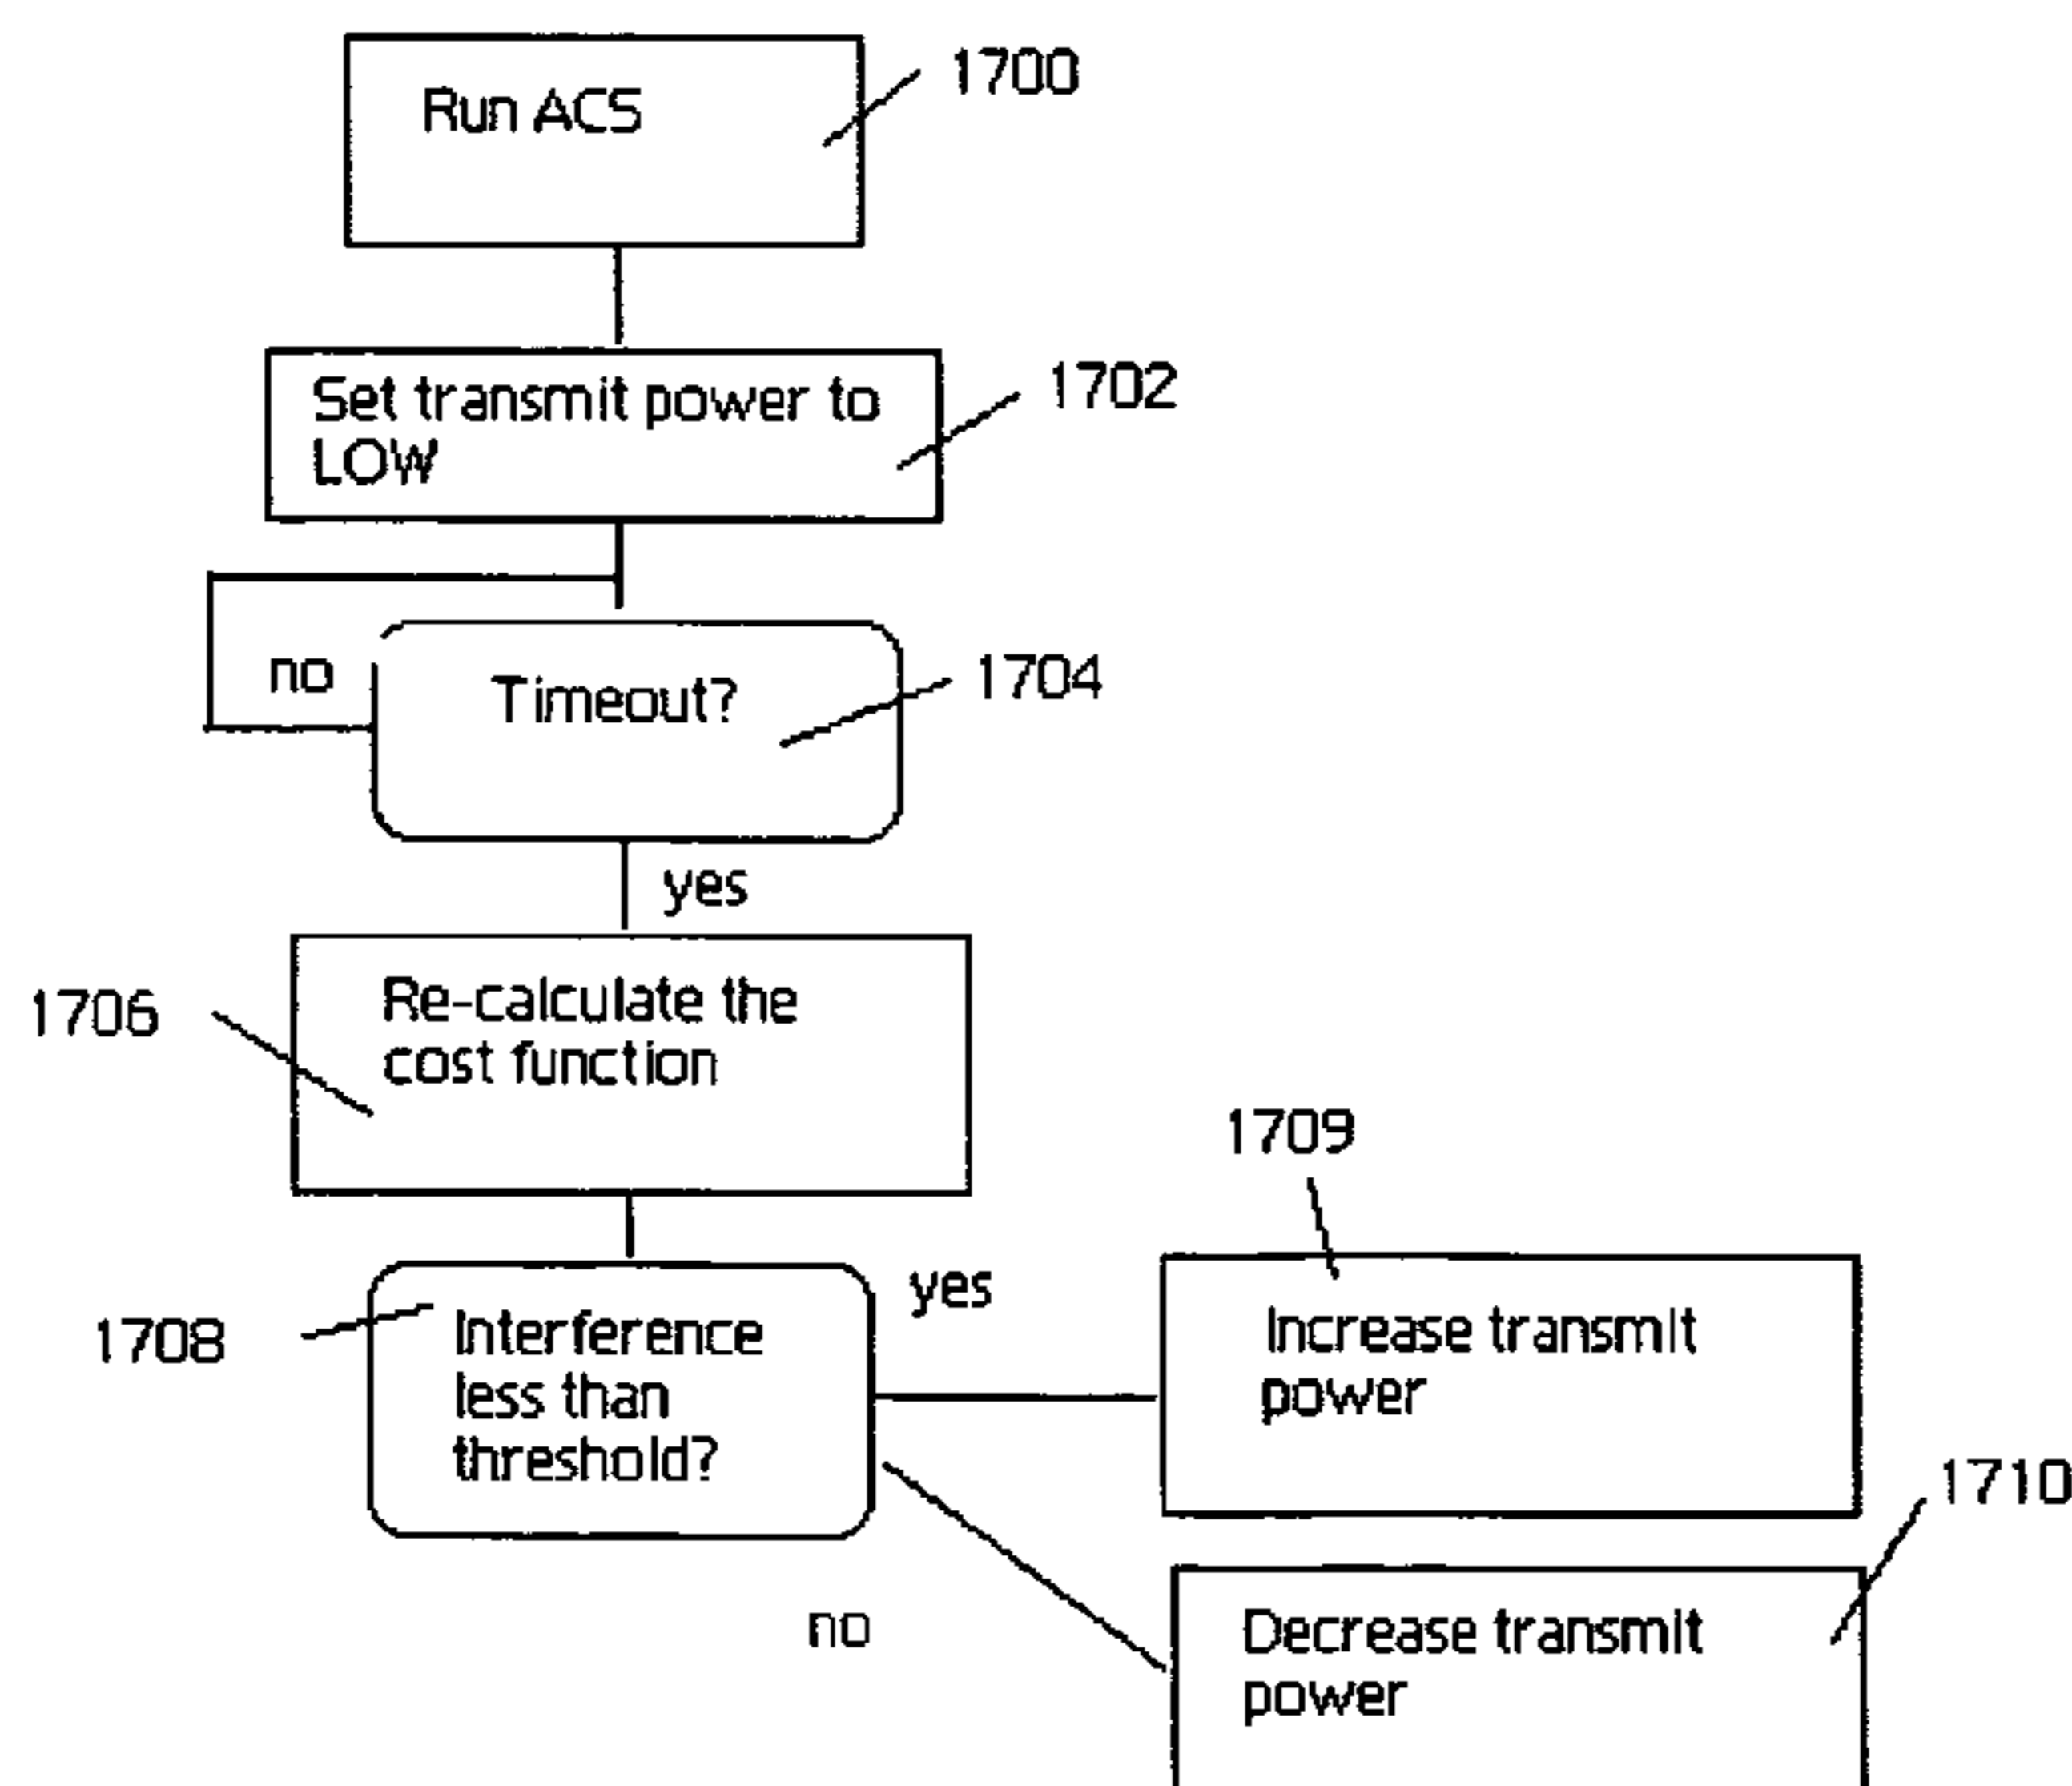 Run ACS
1700
Set transmit power to
LOW
1702
no
Timeout?
1704
yes
Re-calculate the
cost function
1706
1709
yes
Interference
less than
threshold?
1708
Increase transmit
power
1710
no
Decrease transmit
power